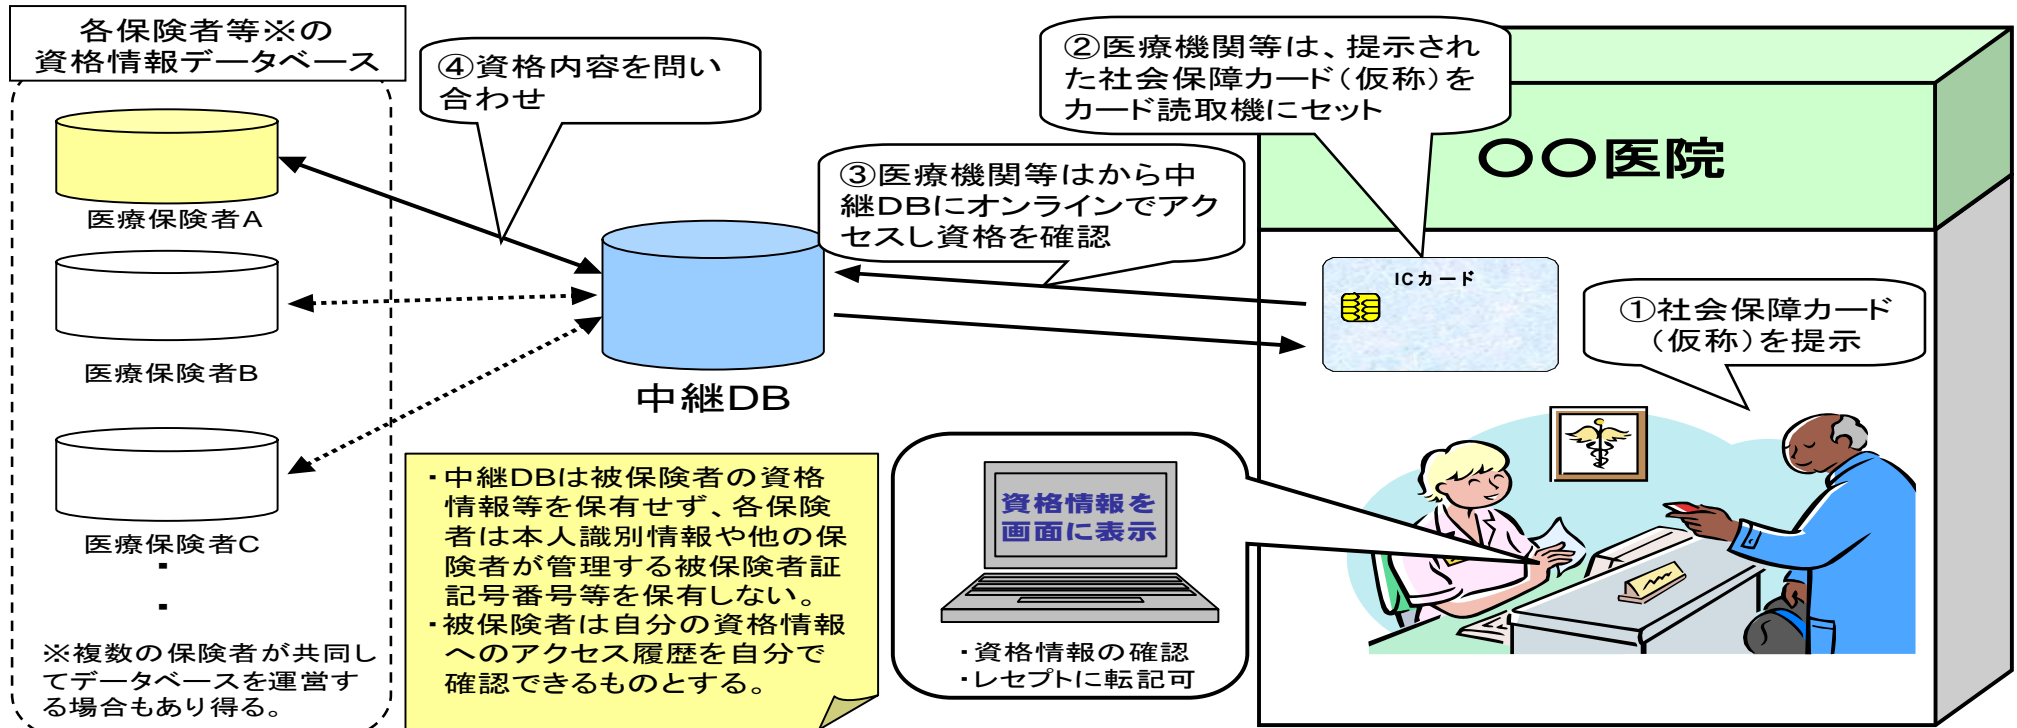 各保険者等※の
資格情報データベース
医療保険者A
医療保険者B
医療保険者C
・
・
※複数の保険者が共同し
てデータベースを運営す
る場合もあり得る。
④資格内容を問い
合わせ
中継DB
・中継DBは被保険者の資格
情報等を保有せず、各保険
者は本人識別情報や他の保
険者が管理する被保険者証
記号番号等を保有しない。
・被保険者は自分の資格情報
へのアクセス履歴を自分で
確認できるものとする。
③医療機関等はから中
継DBにオンラインでアク
セスし資格を確認
②医療機関等は、提示され
た社会保障カード（仮称）を
カード読取機にセット
〇〇医院
ICカード
①社会保障カード
（仮称）を提示
資格情報を
画面に表示
・資格情報の確認
・レセプトに転記可